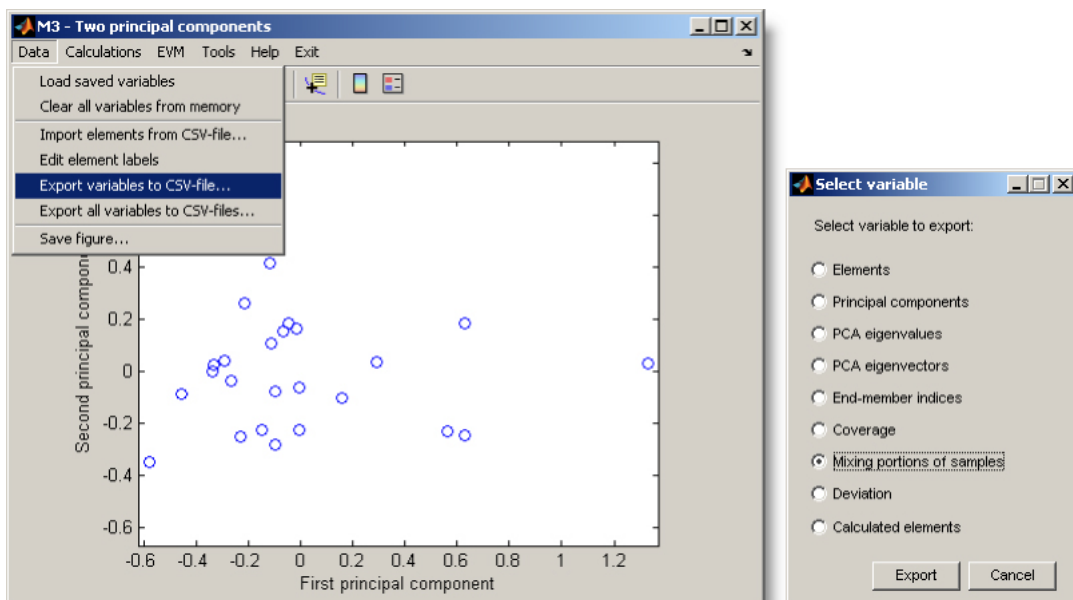 M3 - Two principal components
Data Calculations EVM Tools Help Exit
Load saved variables
Clear all variables from memory
Import elements from CSV-file...
Edit element labels
Export variables to CSV-file...
Export all variables to CSV-files...
Save figure...
Second principal
0.4
0.2
0
-0.2
-0.4
-0.6
-0.6 -0.4 -0.2 0 0.2 0.4 0.6 0.8 1 1.2
First principal component
Select variable
Select variable to export:
Elements
Principal components
PCA eigenvalues
PCA eigenvectors
End-member indices
Coverage
Mixing portions of samples
Deviation
Calculated elements
Export Cancel